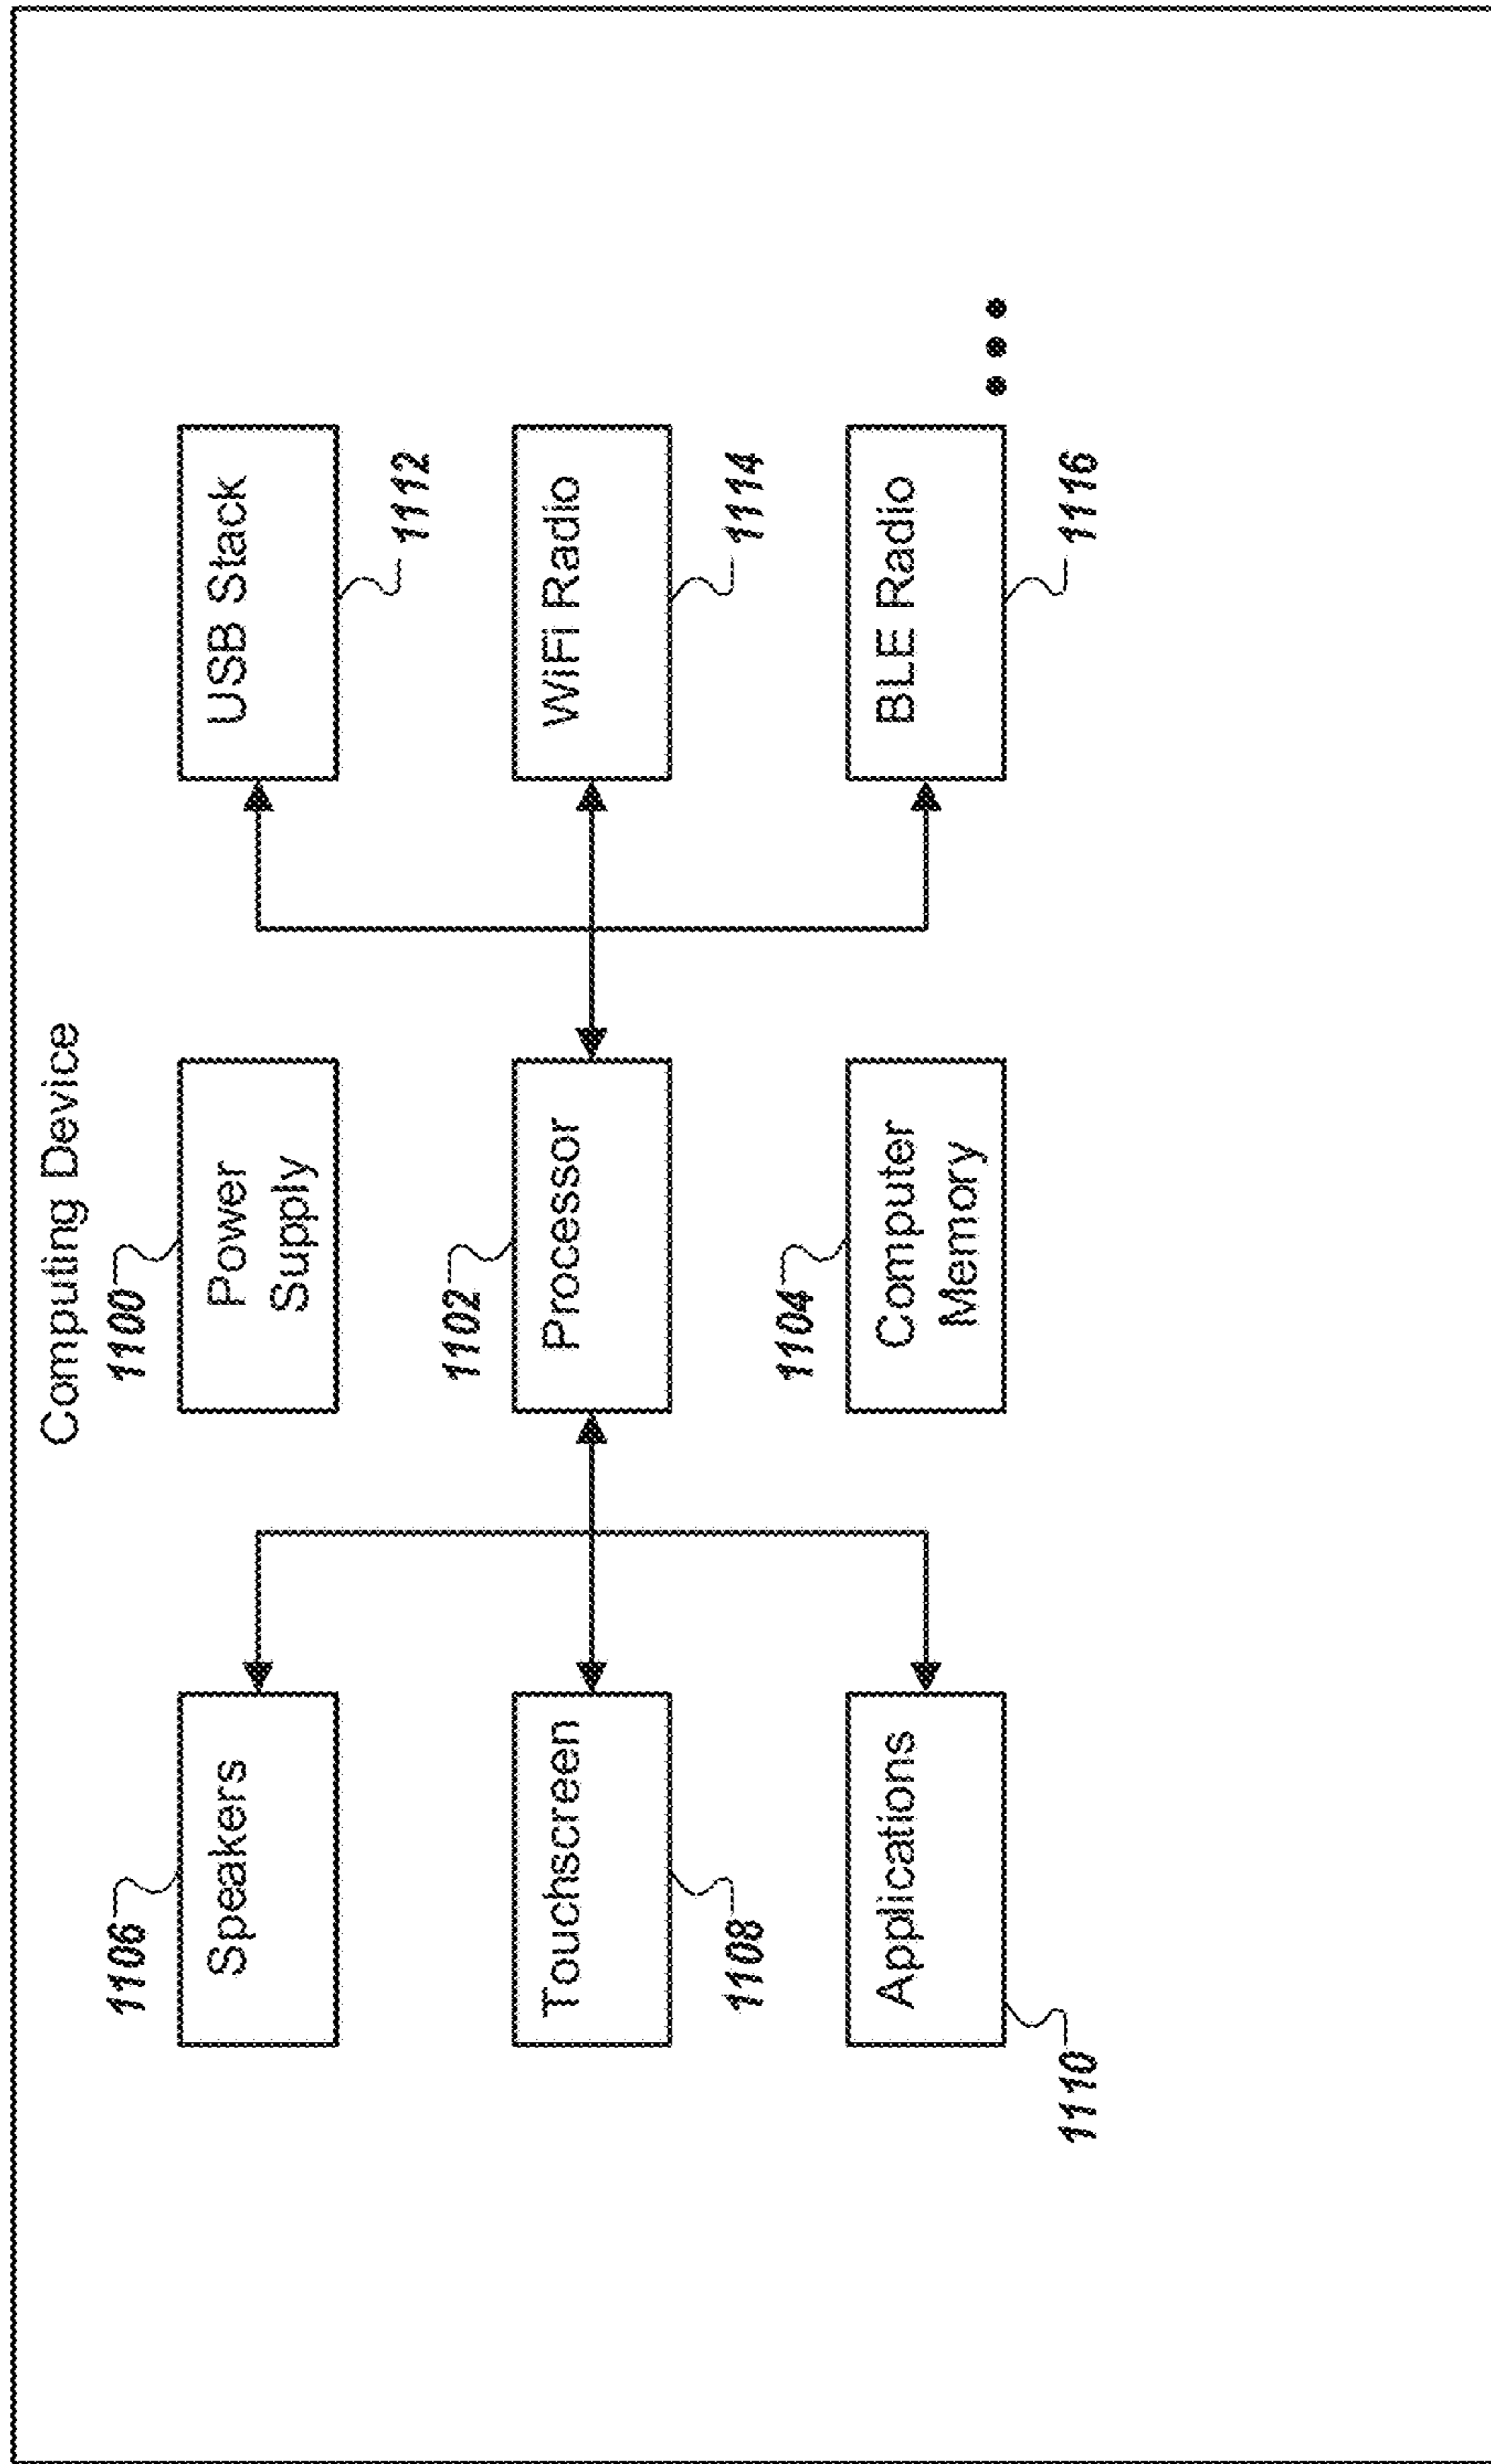 Computing Device
1106
Speakers
1100
Power
Supply
USB Stack
1112
Touchscreen
1108
1102
Processor
WiFi Radio
1114
Applications
1110
1104
Computer
Memory
BLE Radio
1116